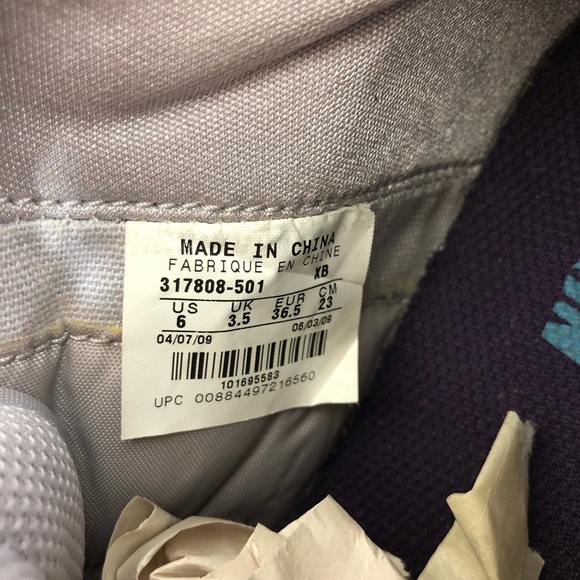 MADE IN CHINA
FABRIQUE EN CHINE
317808-501 XB
US UK EUR CM
6 3.5 36.5 23
04/07/09 06/03/09
101695583
UPC 00884497216560